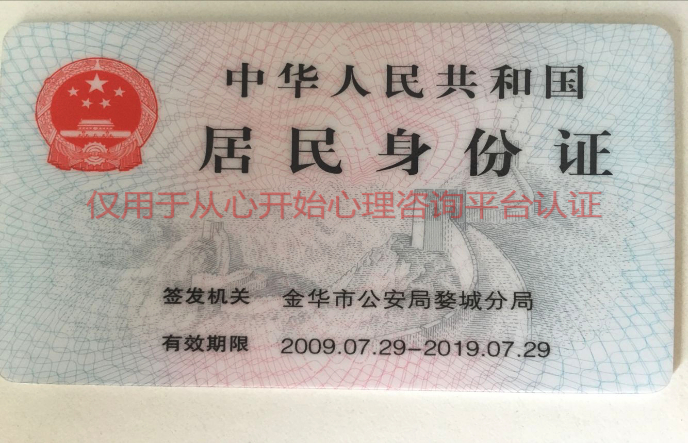 中华人民共和国
居民身份证
仅用于从心开始心理咨询平台认证
签发机关 金华市公安局婺城分局
有效期限 2009.07.29-2019.07.29